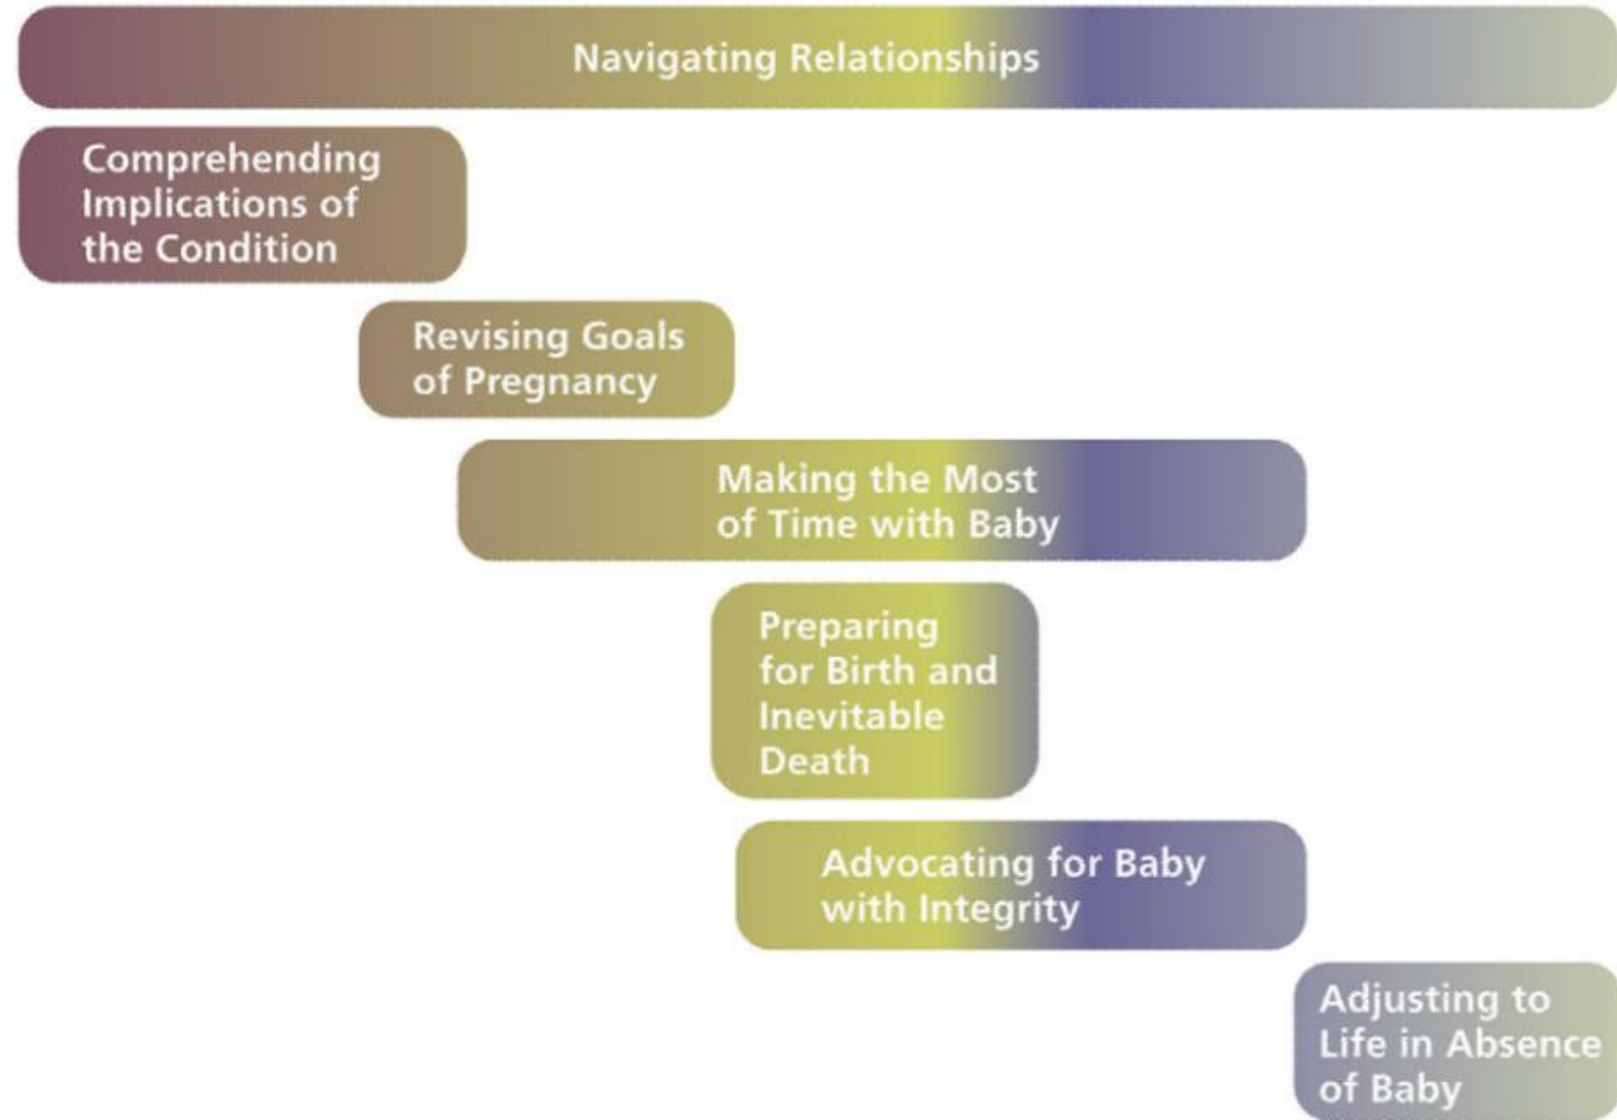 Navigating Relationships
Comprehending
Implications of
the Condition
Revising Goals
of Pregnancy
Making the Most
of Time with Baby
Preparing
for Birth and
Inevitable
Death
Advocating for Baby
with Integrity
Adjusting to
Life in Absence
of Baby